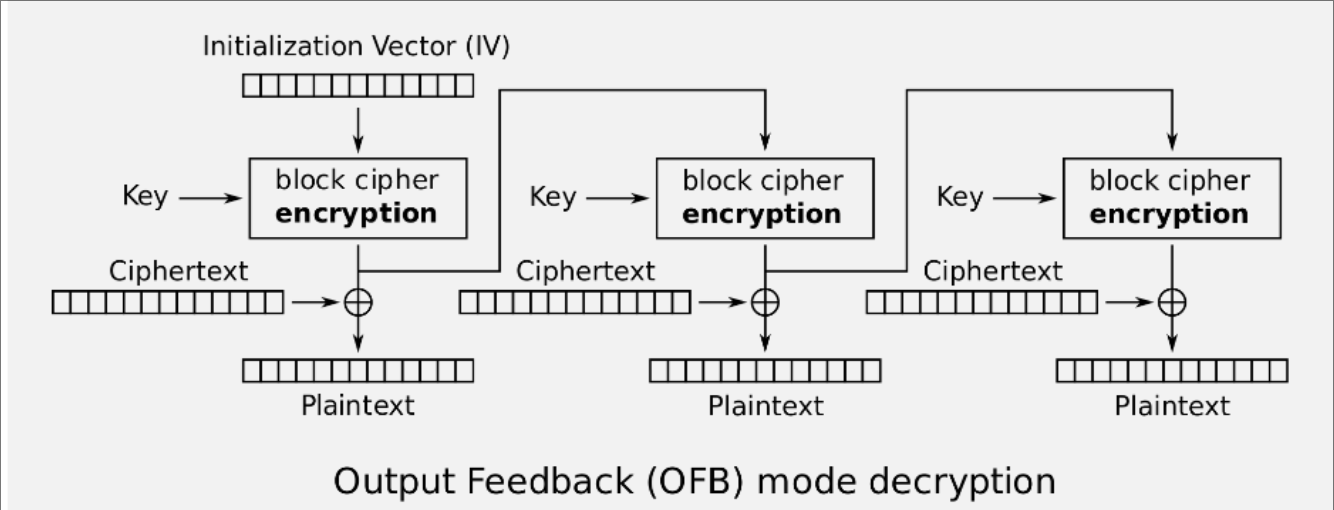 Initialization Vector (IV)
Key
block cipher
encryption
Key
block cipher
encryption
Key
block cipher
encryption
Ciphertext
Ciphertext
Ciphertext
Plaintext
Plaintext
Plaintext
Output Feedback (OFB) mode decryption